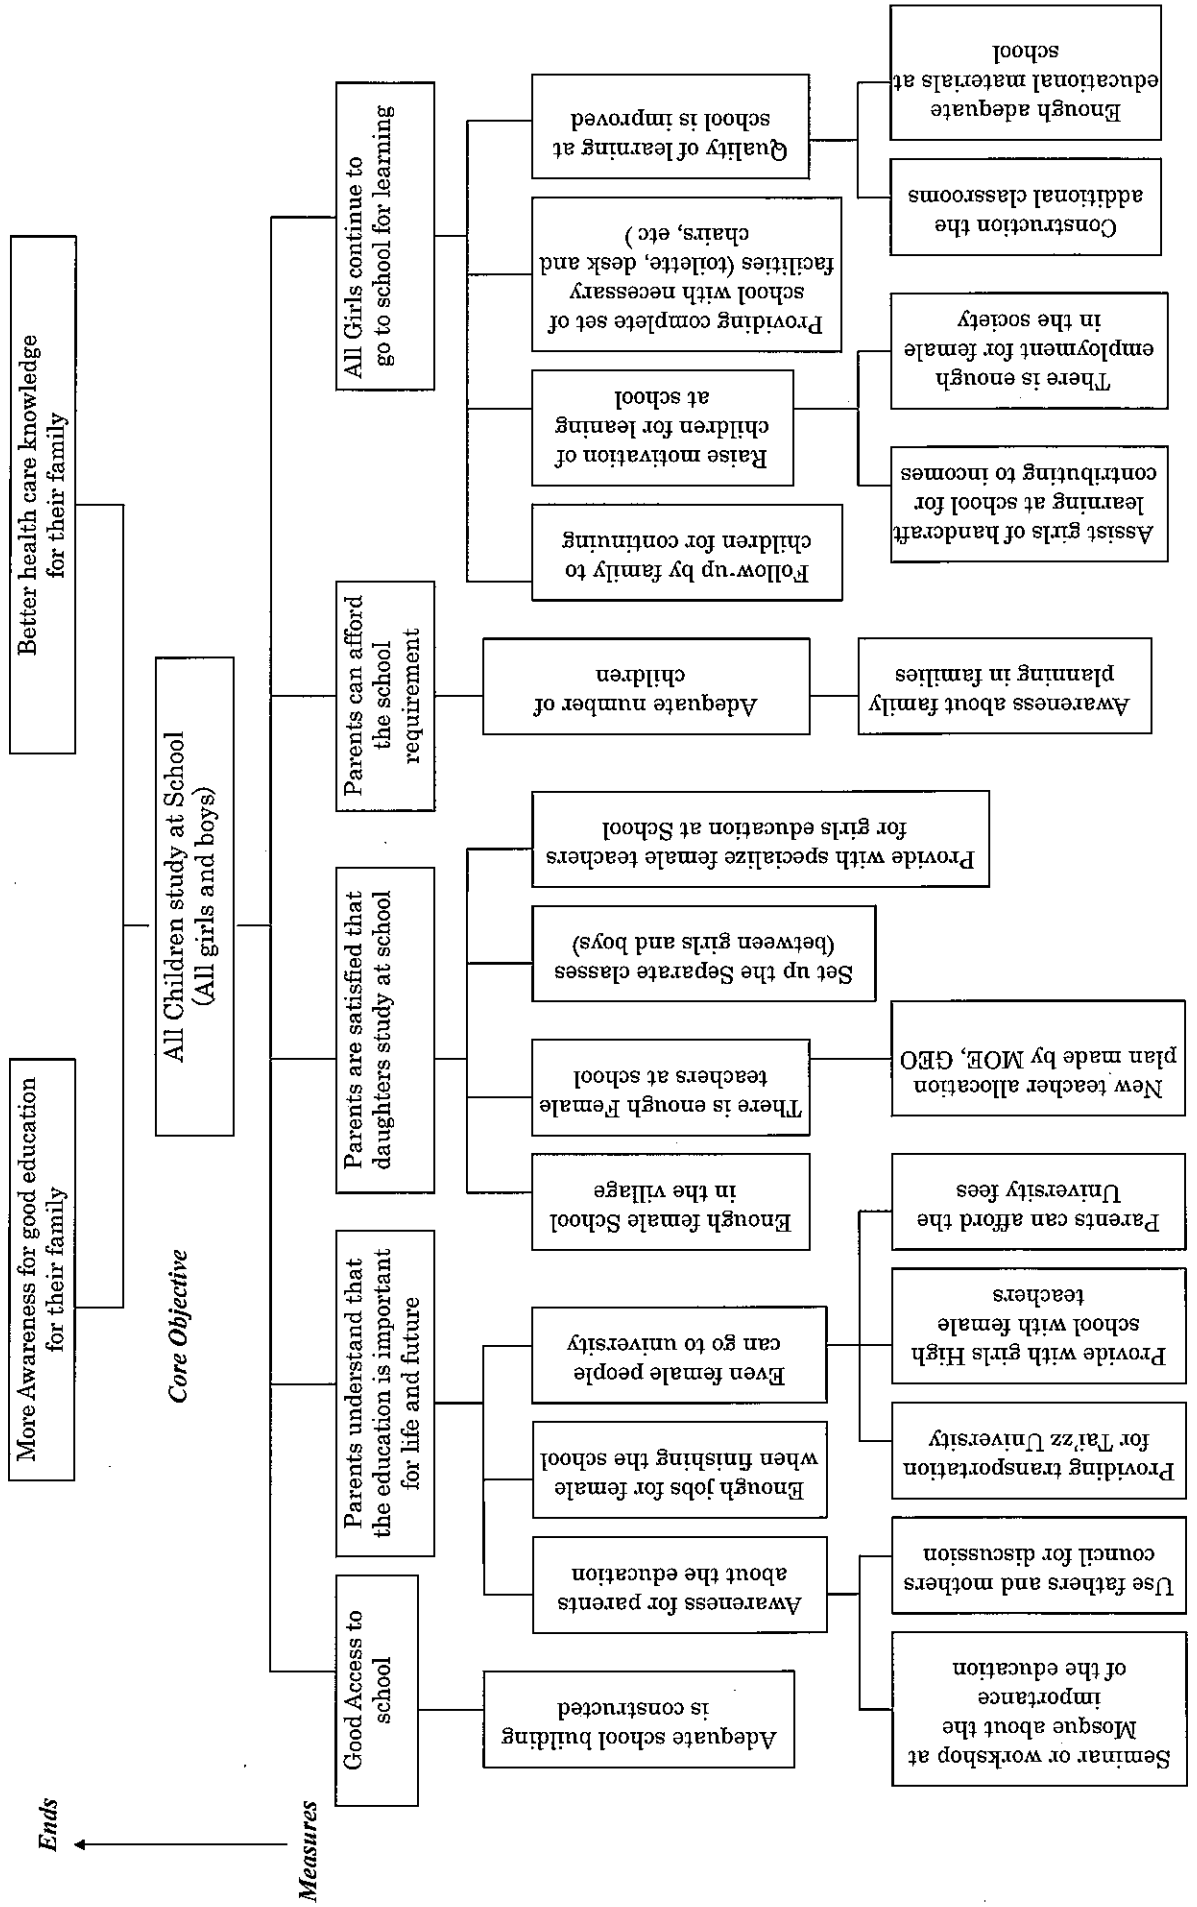 Ends
Measures
More Awareness for good education
for their family
Better health care knowledge
for their family
Core Objective
All Children study at School
(All girls and boys)
Good Access to
school
Parents understand that
the education is important
for life and future
Parents are satisfied that
daughters study at school
Parents can afford
the school
requirement
All Girls continue to
go to school for learning
Adequate school building
is constructed
Awareness for parents
about the education
Enough jobs for female
when finishing the school
Even female people
can go to university
Enough female School
in the village
There is enough Female
teachers at school
Set up the Separate classes
(between girls and boys)
Provide with specialize female teachers
for girls education at School
Adequate number of
children
Follow-up by family to
children for continuing
Raise motivation of
children for leaning
at school
Providing complete set of
school with necessary
facilities (toilette, desk and
chairs, etc )
Quality of learning at
school is improved
Seminar or workshop at
Mosque about the
importance
of the education
Use fathers and mothers
council for discussion
Providing transportation
for Tai'zz University
Provide with girls High
school with female
teachers
Parents can afford the
University fees
New teacher allocation
plan made by MOE, GEO
Awareness about family
planning in families
Assist girls of handcraft
learning at school for
contributing to incomes
There is enough
employment for female
in the society
Construction the
additional classrooms
Enough adequate
educational materials at
school